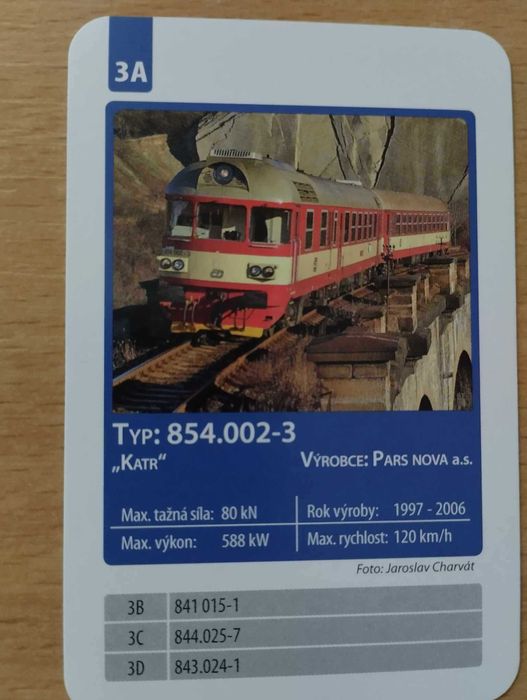 3A
TYP: 854.002-3
„KATR“ VÝROBCE: PARS NOVA a.s.
Max. tažná síla: 80 kN Rok výroby: 1997 - 2006
Max. výkon: 588 kW Max. rychlost: 120 km/h
Foto: Jaroslav Charvát
3B 841 015-1
3C 844.025-7
3D 843.024-1